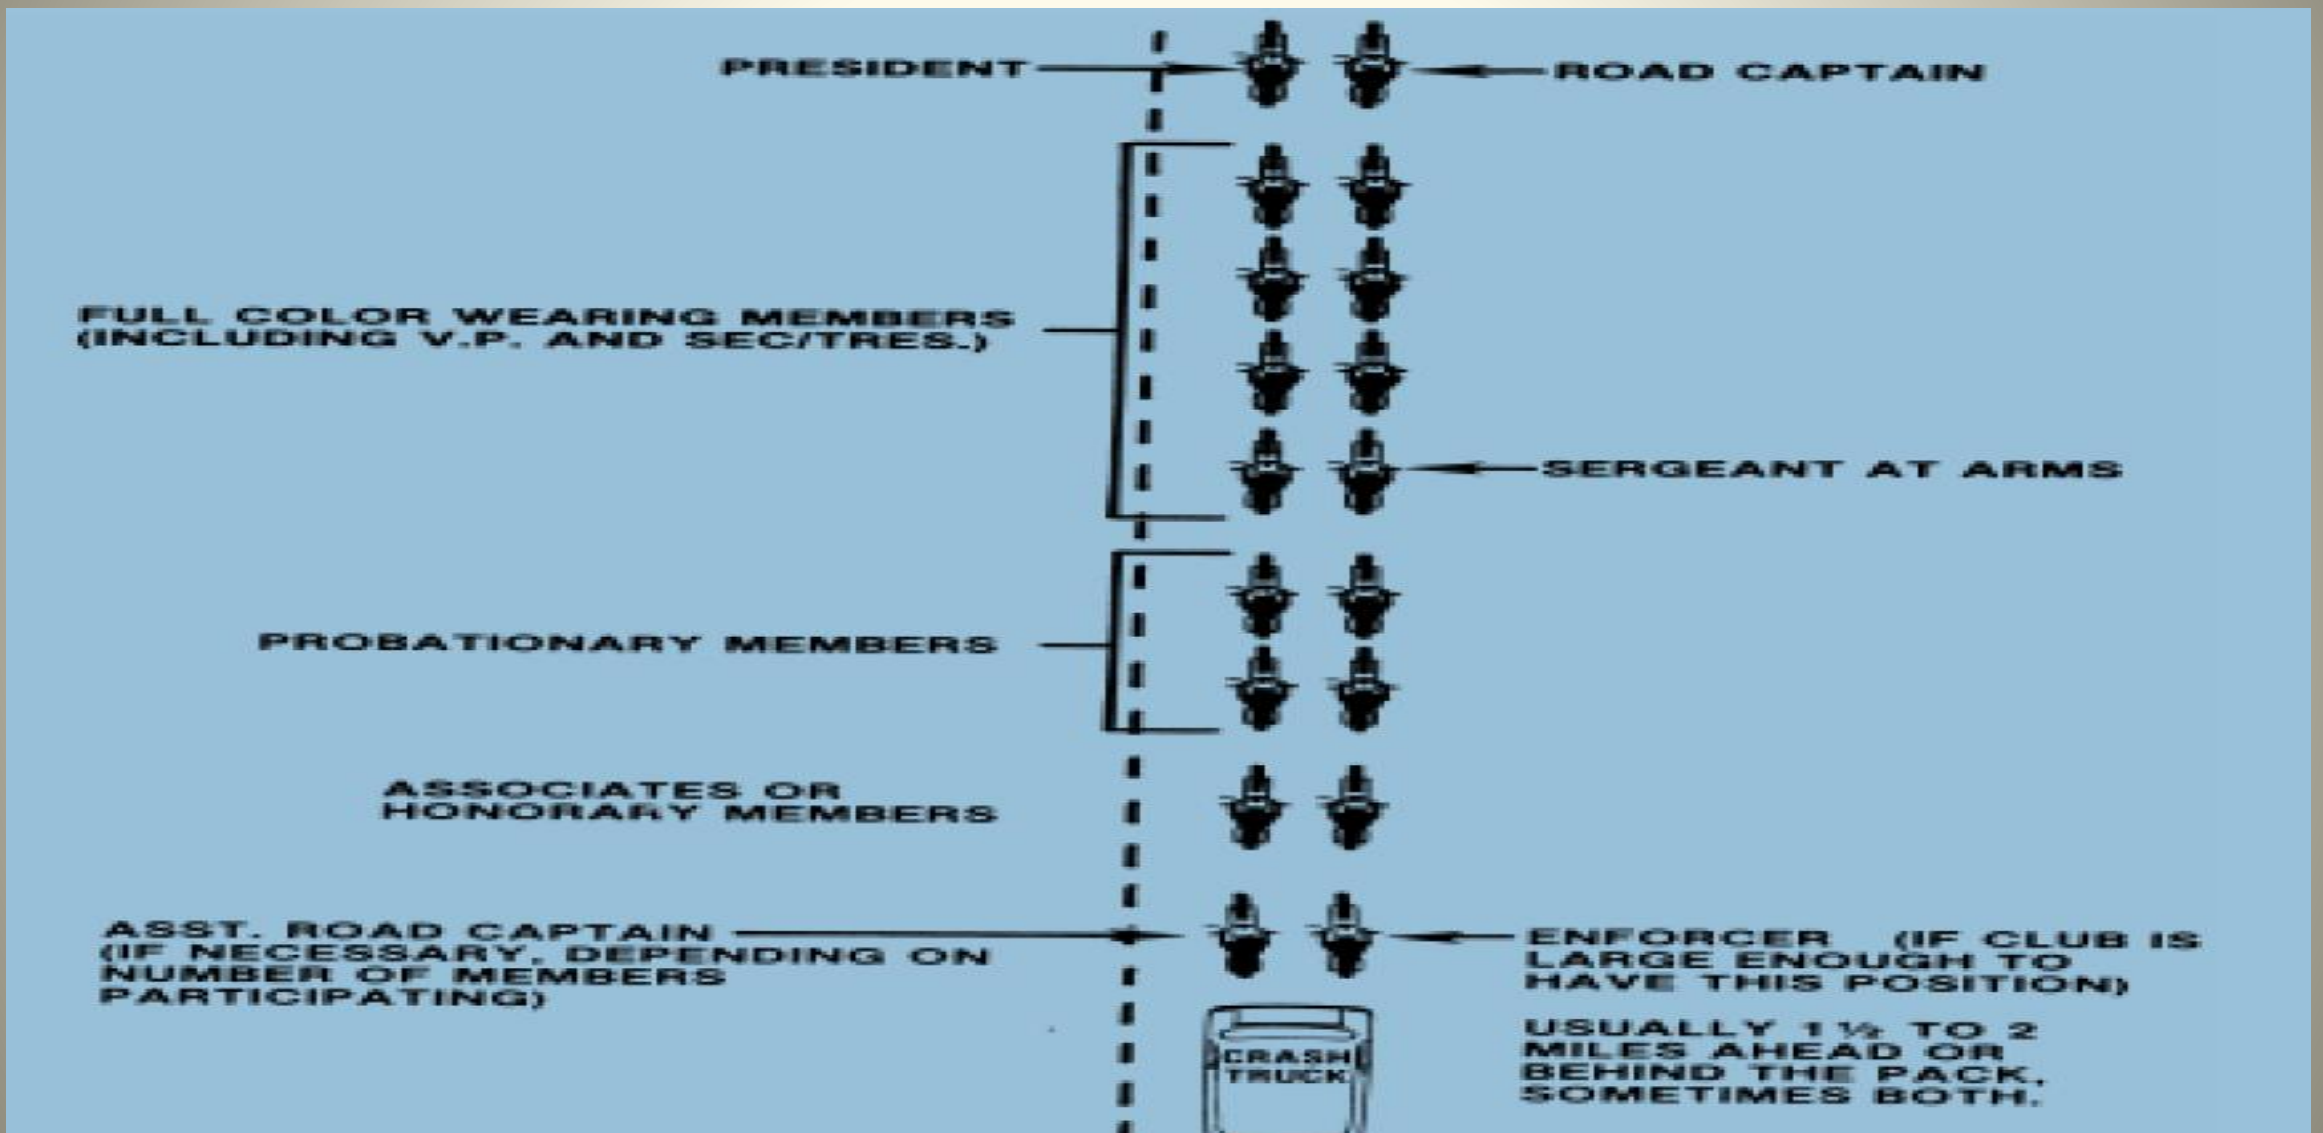 PRESIDENT
ROAD CAPTAIN
FULL COLOR WEARING MEMBERS
(INCLUDING V.P. AND SEC/TRES.)
SERGEANT AT ARMS
PROBATIONARY MEMBERS
ASSOCIATES OR
HONORARY MEMBERS
ASST. ROAD CAPTAIN
(IF NECESSARY, DEPENDING ON
NUMBER OF MEMBERS
PARTICIPATING)
ENFORCER (IF CLUB IS
LARGE ENOUGH TO
HAVE THIS POSITION)
CRASH
TRUCK
USUALLY 1½ TO 2
MILES AHEAD OR
BEHIND THE PACK,
SOMETIMES BOTH.